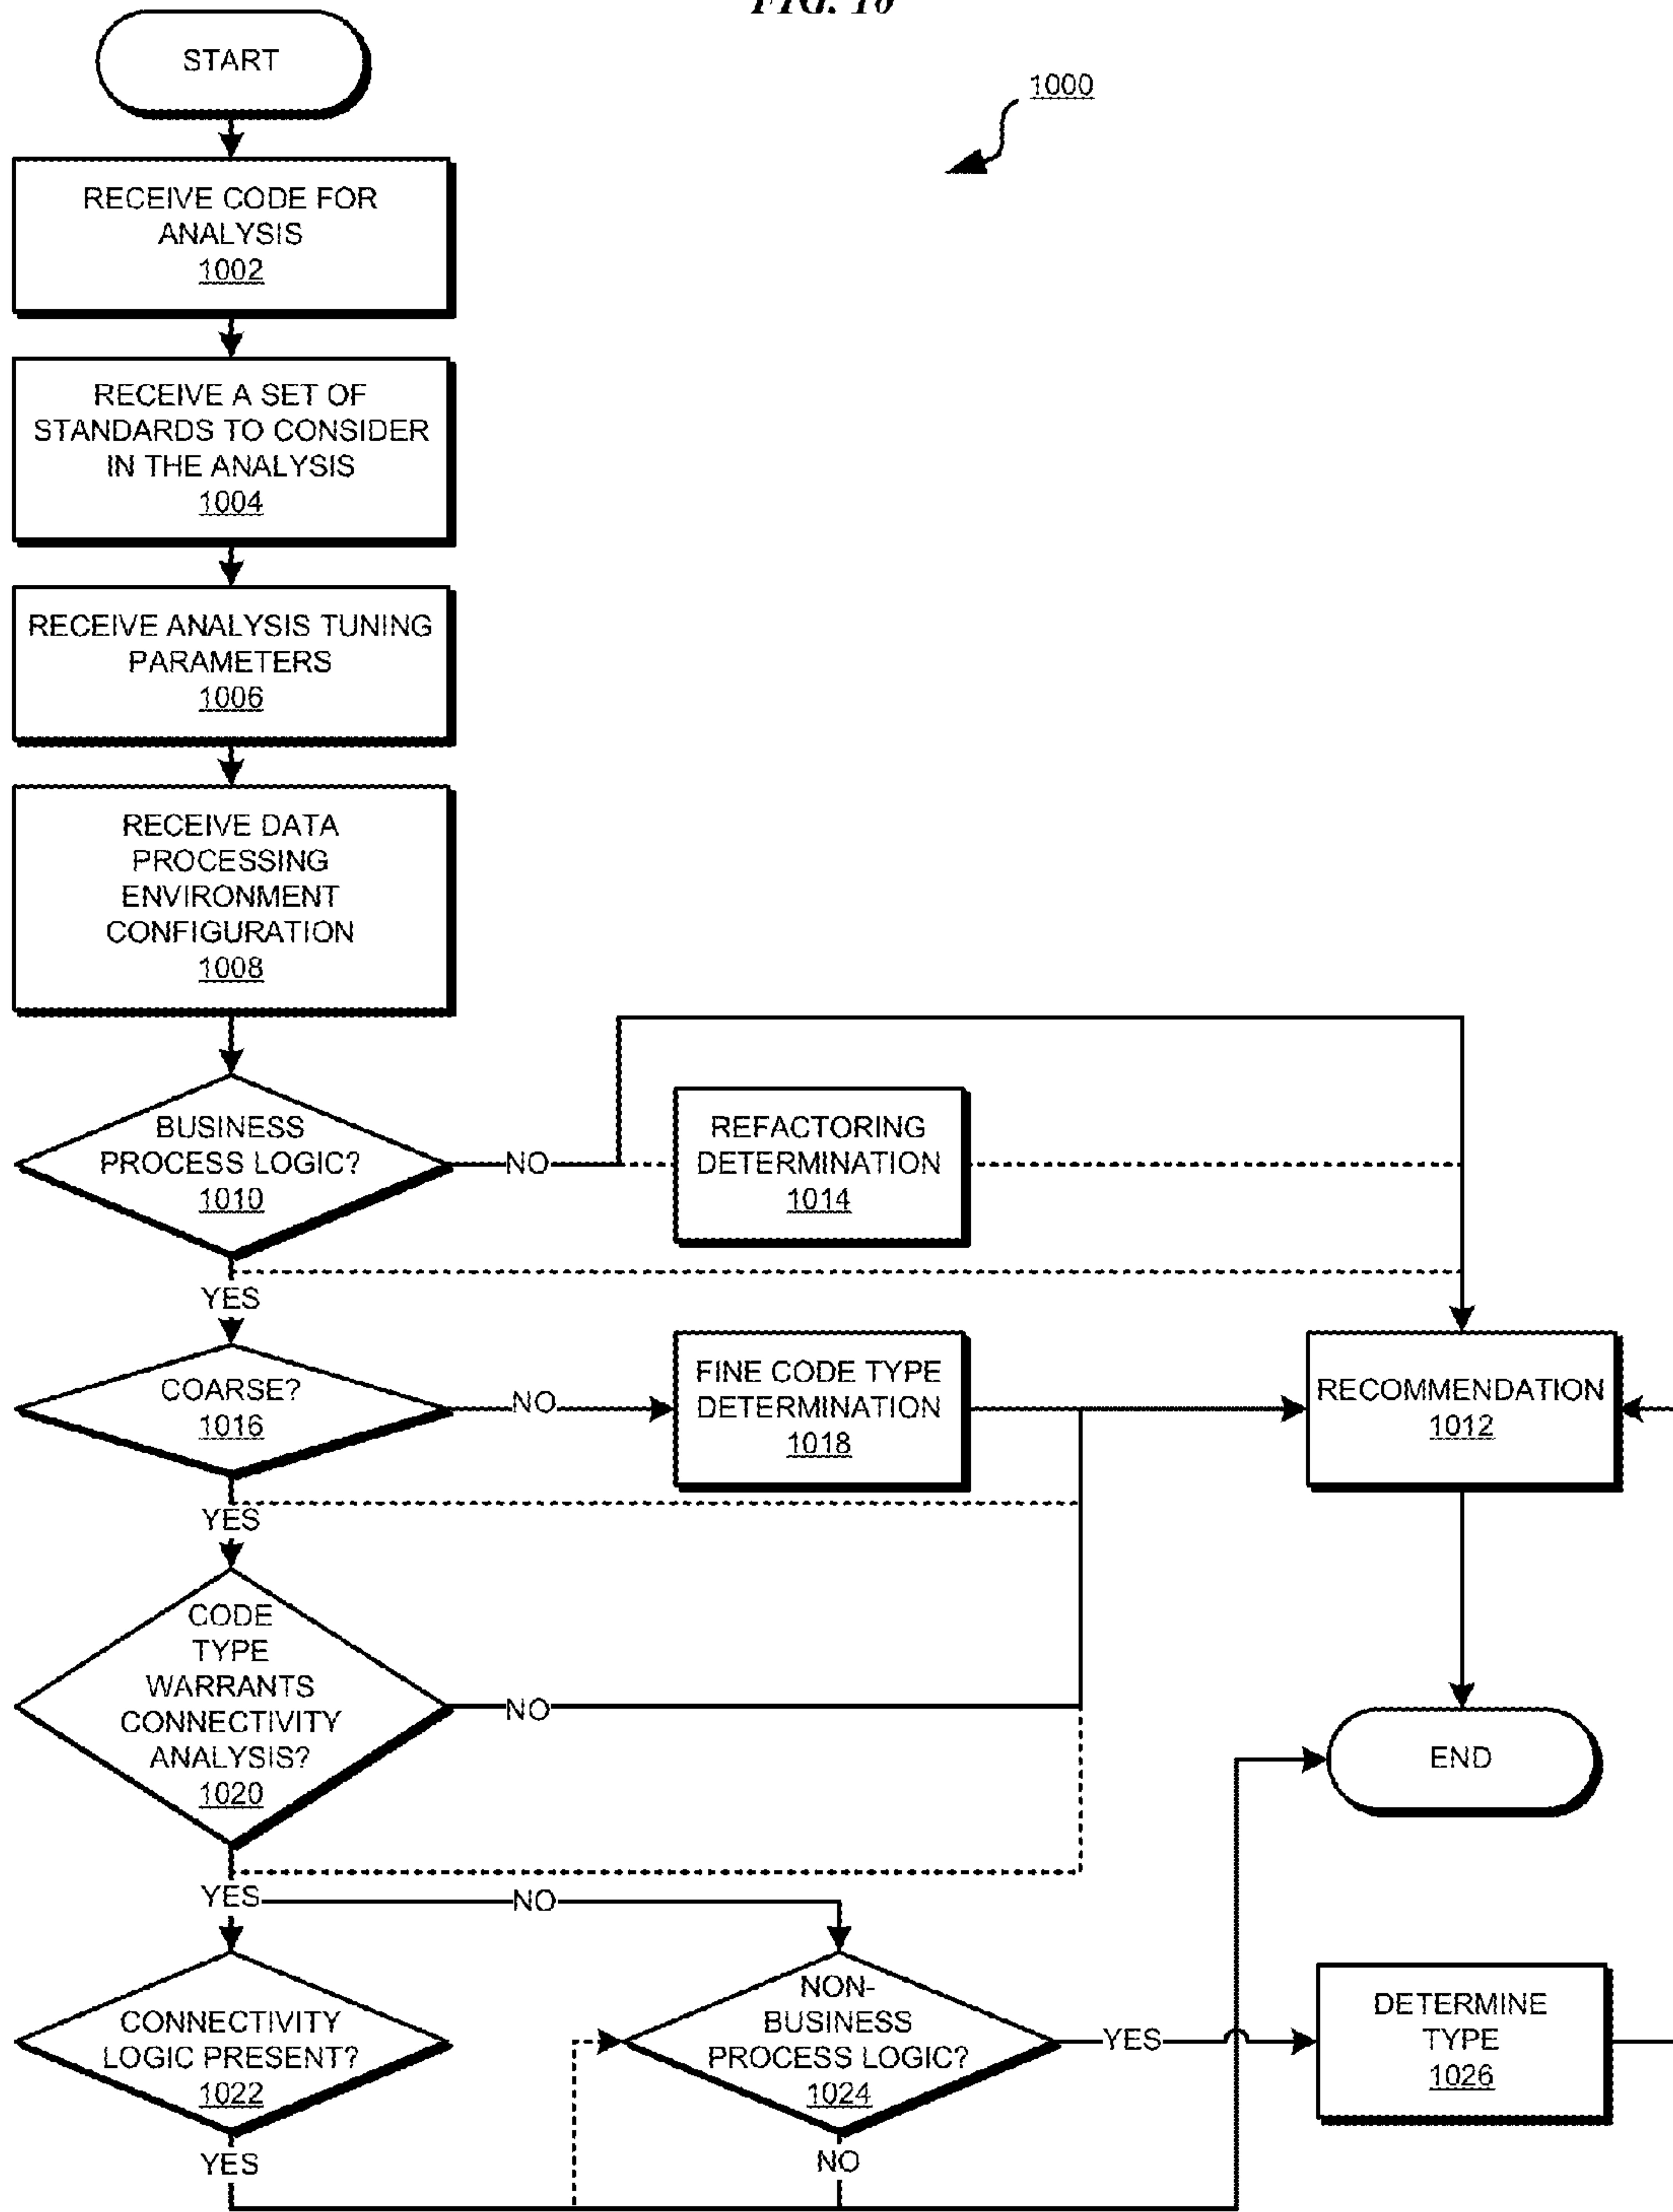 FIG. 10
START
1000
RECEIVE CODE FOR
ANALYSIS
1002
RECEIVE A SET OF
STANDARDS TO CONSIDER
IN THE ANALYSIS
1004
RECEIVE ANALYSIS TUNING
PARAMETERS
1006
RECEIVE DATA
PROCESSING
ENVIRONMENT
CONFIGURATION
1008
BUSINESS
PROCESS LOGIC?
1010
NO
REFACTORING
DETERMINATION
1014
YES
COARSE?
1016
NO
FINE CODE TYPE
DETERMINATION
1018
RECOMMENDATION
1012
YES
CODE
TYPE
WARRANTS
CONNECTIVITY
ANALYSIS?
1020
NO
END
YES
NO
CONNECTIVITY
LOGIC PRESENT?
1022
NON-
BUSINESS
PROCESS LOGIC?
1024
YES
DETERMINE
TYPE
1026
YES
NO